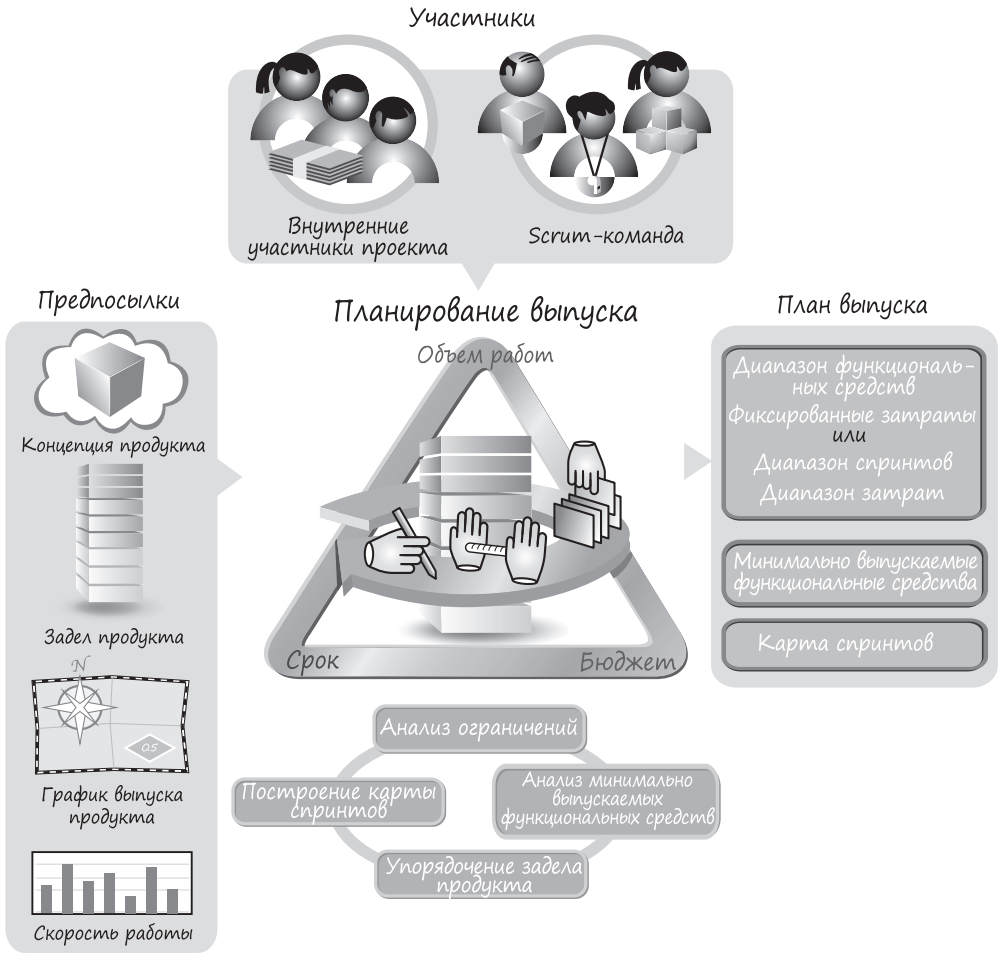 Участники
Внутренние
участники проекта
Scrum-команда
Предпосылки
Концепция продукта
Задел продукта
N
Q5
График выпуска
продукта
Скорость работы
Планирование выпуска
Объем работ
Срок
Бюджет
Анализ ограничений
Построение карты
спринтов
Анализ минимально
выпускаемых
функциональных средств
Упорядочение задела
продукта
План выпуска
Диапазон функциональ-
ных средств
Фиксированные затраты
или
Диапазон спринтов
Диапазон затрат
Минимально выпускаемые
функциональные средства
Карта спринтов